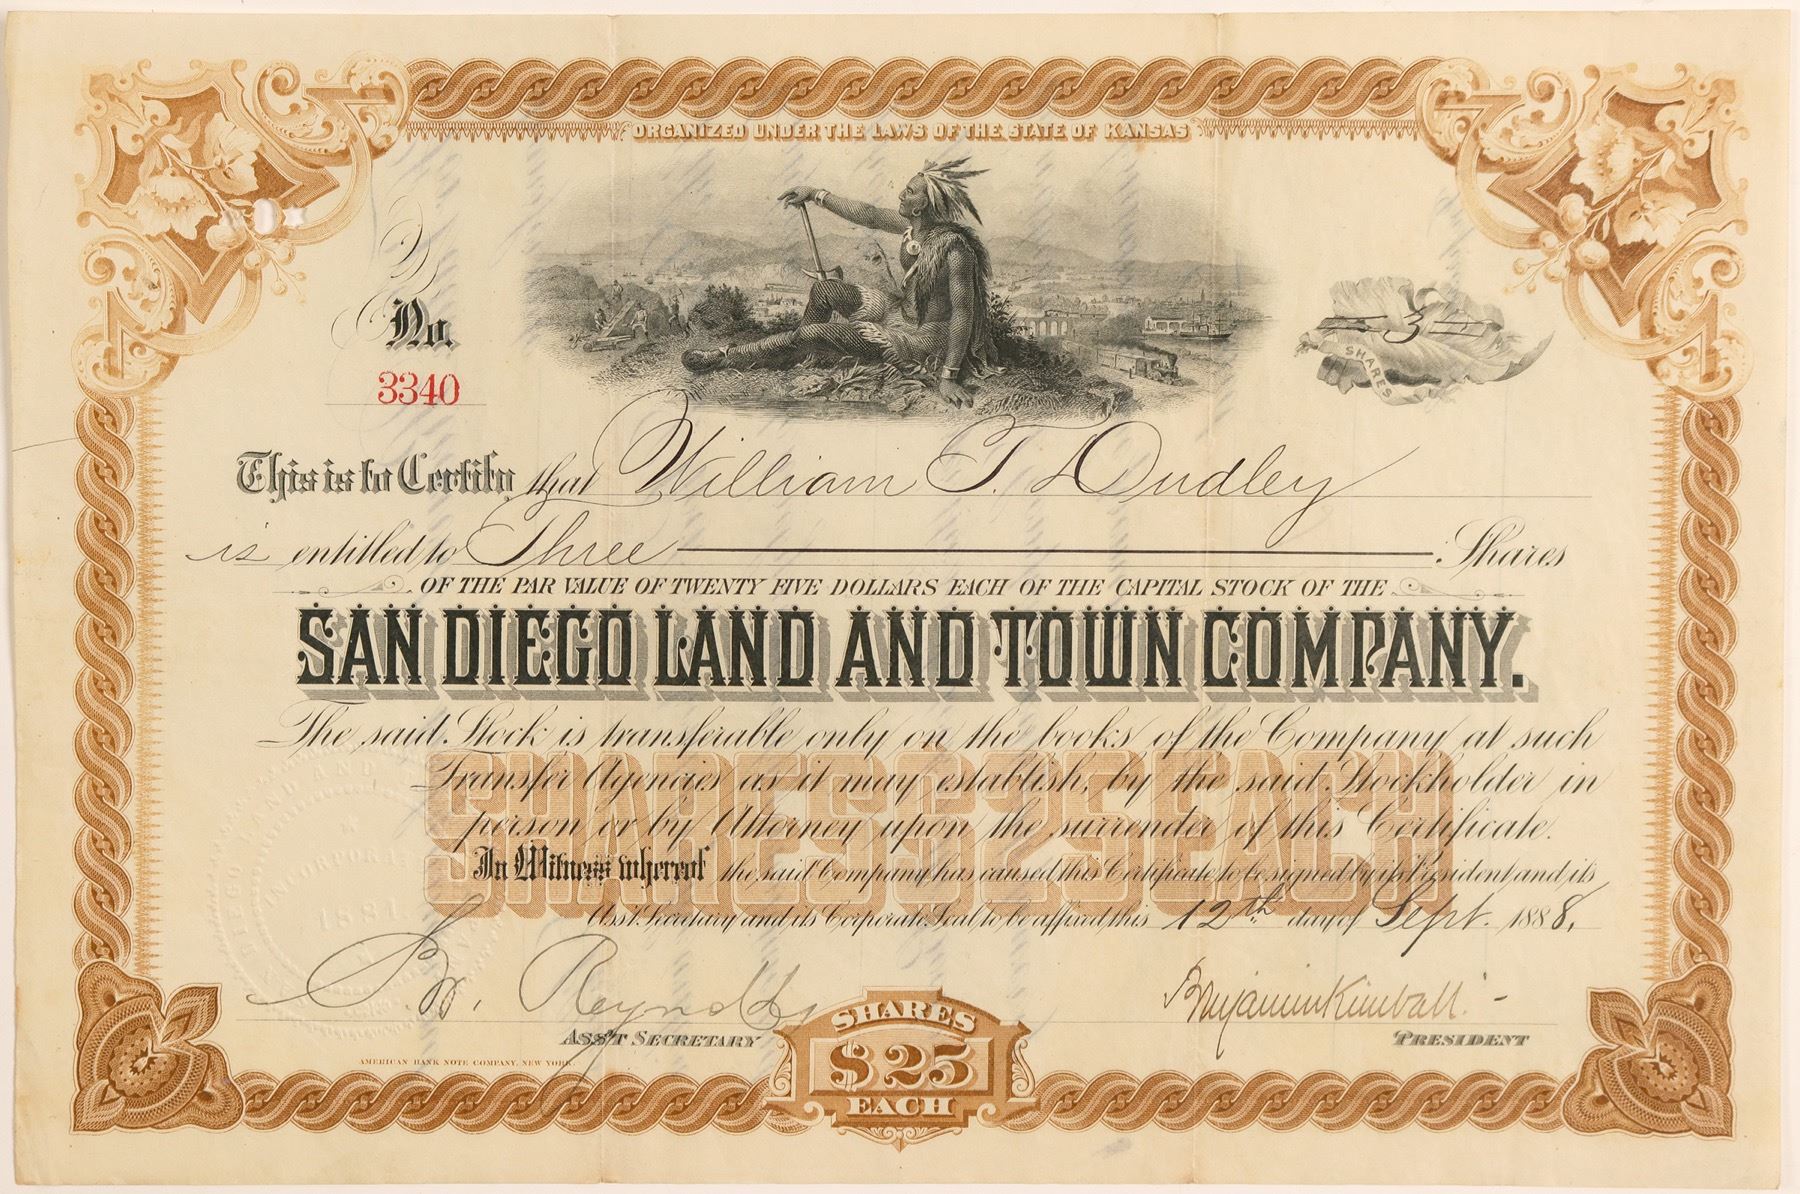 ORGANIZED UNDER THE LAWS OF THE STATE OF KANSAS
No.
3340
3
SHARES
This is to Certify that William T. Dudley
is entitled to Three Shares
OF THE PAR VALUE OF TWENTY FIVE DOLLARS EACH OF THE CAPITAL STOCK OF THE
SAN DIEGO LAND AND TOWN COMPANY.
The said Stock is transferable only on the books of the Company at such
Transfer Agencies as it may establish, by the said Stockholder in
person or by Attorney upon the surrender of this Certificate.
SHARES $25 EACH
In Witness whereof the said Company has caused this Certificate to be signed by its President and its
Ass't. Secretary and its Corporate Seal to be affixed this 12th day of Sept. 1888.
DIEGO LAND AND
INCORPORA
1881.
Reynolds
Benjamin Kimball
ASS'T SECRETARY
PRESIDENT
AMERICAN BANK NOTE COMPANY, NEW YORK.
SHARES
$25
EACH